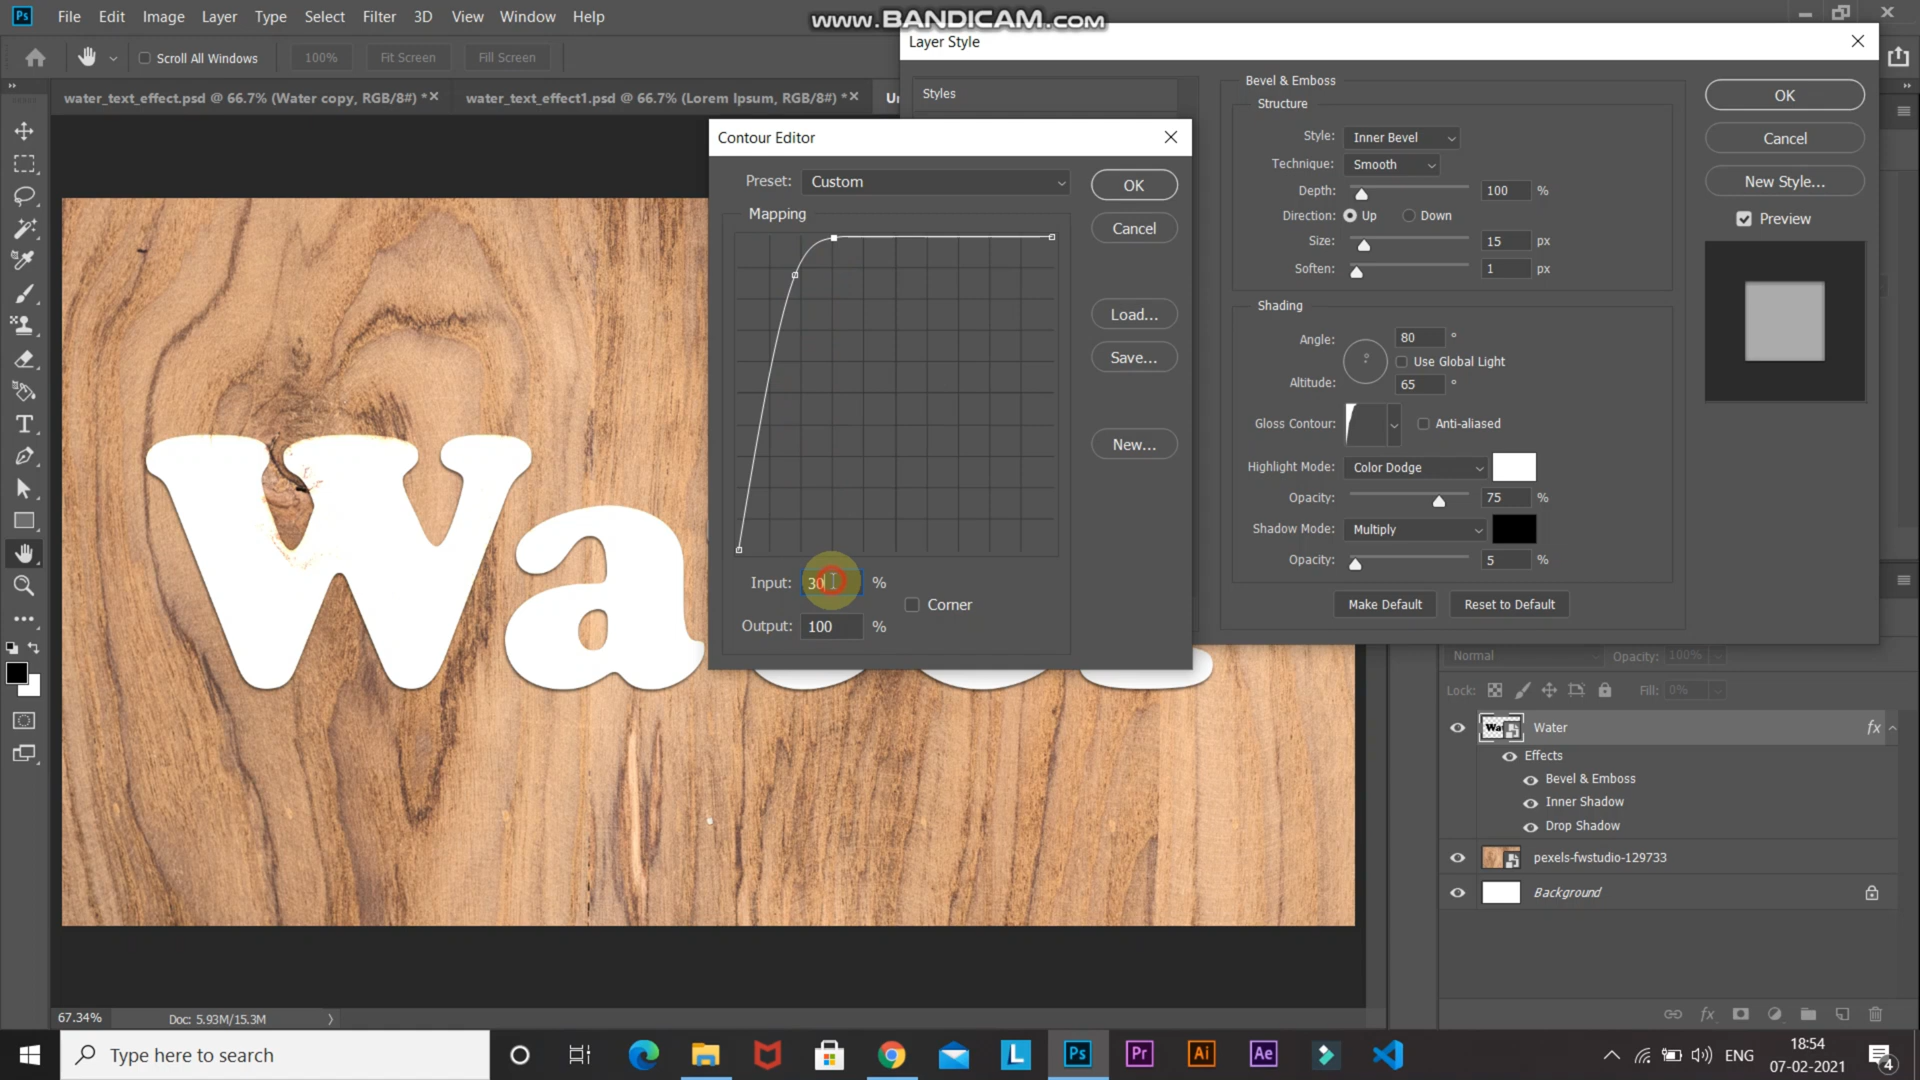 www.BANDICAM.com
Ps File Edit Image Layer Type Select Filter 3D View Window Help
Layer Style
Scroll All Windows 100% Fit Screen Fill Screen
water_text_effect.psd @ 66.7% (Water copy, RGB/8#) * water_text_effect1.psd @ 66.7% (Lorem Ipsum, RGB/8#) *
Styles
Bevel & Emboss
Structure
Style: Inner Bevel
Technique: Smooth
Depth: 100 %
Direction: Up Down
Size: 15 px
Soften: 1 px
Shading
Angle: 80 °
Use Global Light
Altitude: 65 °
Gloss Contour: Anti-aliased
Highlight Mode: Color Dodge
Opacity: 75 %
Shadow Mode: Multiply
Opacity: 5 %
Make Default Reset to Default
OK
Cancel
New Style...
Preview
Contour Editor
Preset: Custom
Mapping
Input: 30 %
Corner
Output: 100 %
OK
Cancel
Load...
Save...
New...
Wa
Normal Opacity: 100%
Lock: Fill: 0%
Water fx
Effects
Bevel & Emboss
Inner Shadow
Drop Shadow
pexels-fwstudio-129733
Background
67.34% Doc: 5.93M/15.3M
Type here to search
L Ps Pr Ai Ae
ENG
18:54
07-02-2021
4